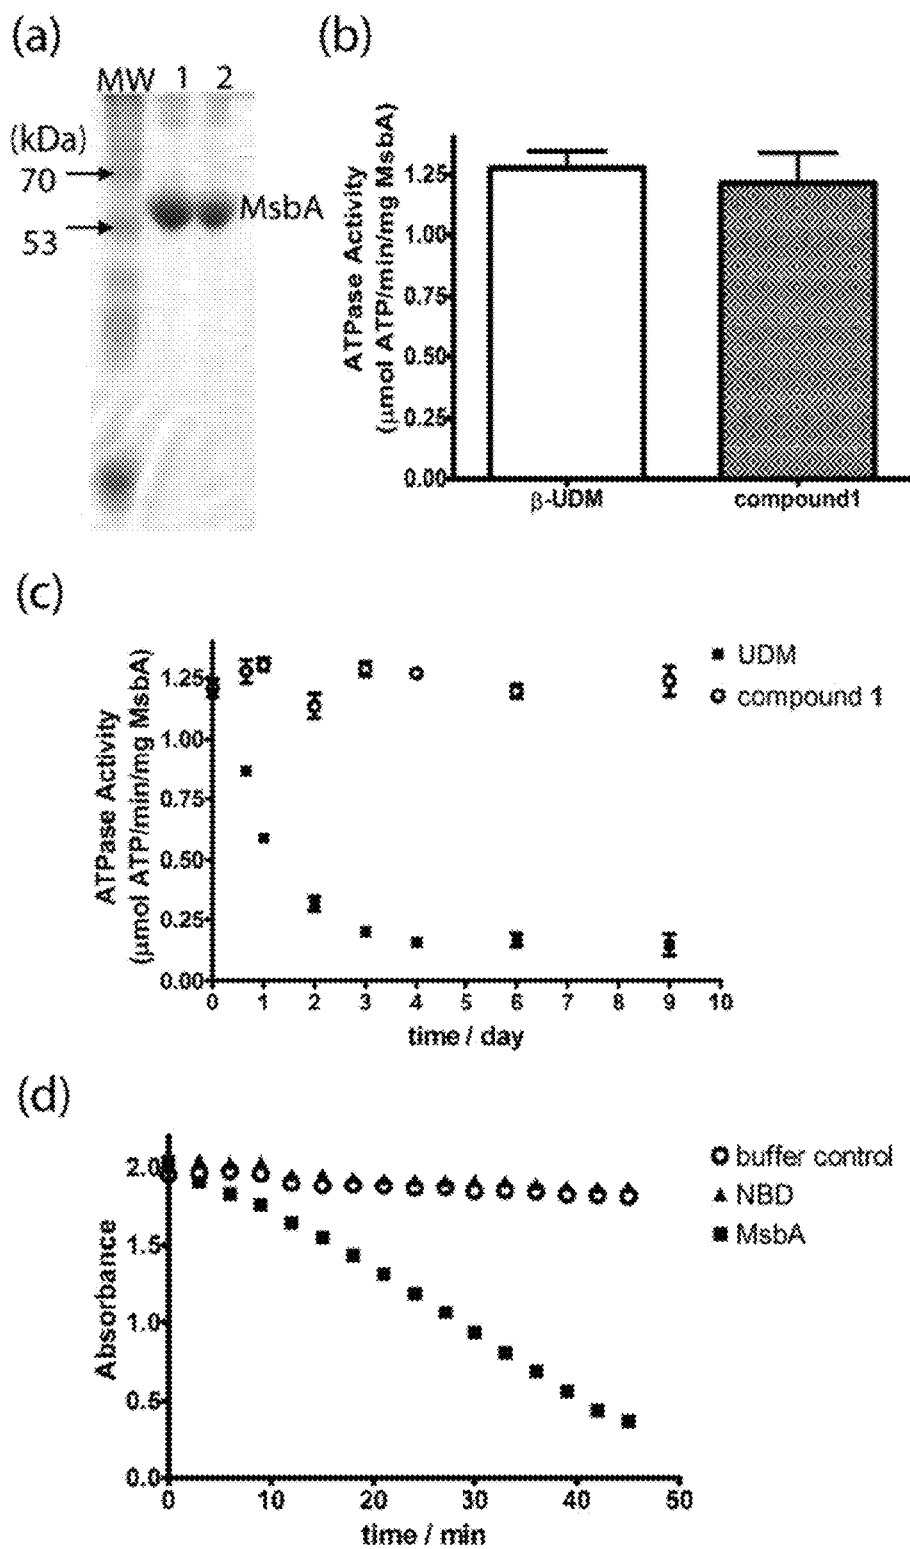 (a)
MW 1 2
(kDa)
70
53
MsbA
(b)
ATPase Activity
(μmol ATP/min/mg MsbA)
1.25
1.00
0.75
0.50
0.25
0.00
β-UDM compound1
(c)
ATPase Activity
(μmol ATP/min/mg MsbA)
1.25
1.00
0.75
0.50
0.25
0.00
0 1 2 3 4 5 6 7 8 9 10
time / day
UDM
compound 1
(d)
Absorbance
2.0
1.5
1.0
0.5
0.0
0 10 20 30 40 50
time / min
buffer control
NBD
MsbA